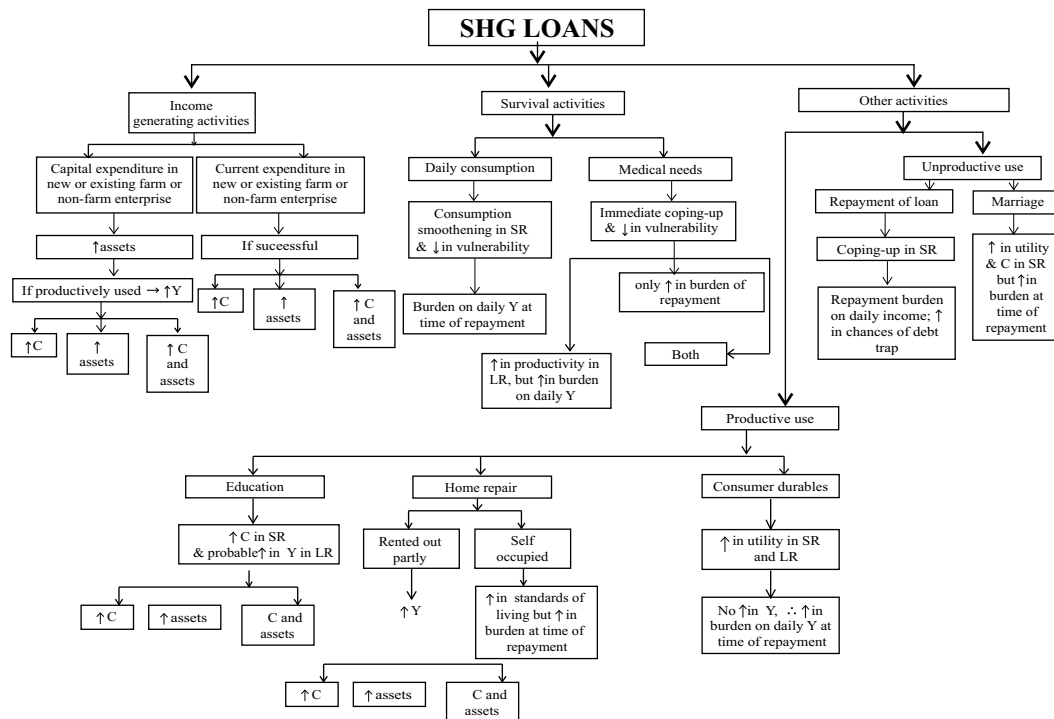 SHG LOANS
Income
generating activities
Survival activities
Other activities
Capital expenditure in
new or existing farm or
non-farm enterprise
Current expenditure in
new or existing farm or
non-farm enterprise
Daily consumption
Medical needs
Unproductive use
Consumption
smoothening in SR
& ↓ in vulnerability
Immediate coping-up
& ↓ in vulnerability
Repayment of loan
Marriage
↑assets
If suceessful
Coping-up in SR
↑ in utility
& C in SR
but ↑in
burden at
time of
repayment
If productively used → ↑Y
↑C
↑
assets
↑ C
and
assets
Burden on daily Y at
time of repayment
only ↑ in burden of
repayment
Repayment burden
on daily income; ↑
in chances of debt
trap
↑C
↑
assets
↑ C
and
assets
↑ in productivity in
LR, but ↑in burden
on daily Y
Both
Productive use
Education
Home repair
Consumer durables
↑ C in SR
& probable↑ in Y in LR
Rented out
partly
Self
occupied
↑ in utility in SR
and LR
↑ C
↑ assets
C and
assets
↑ Y
↑ in standards of
living but ↑ in
burden at time of
repayment
No ↑in Y, ∴ ↑in
burden on daily Y at
time of repayment
↑ C
↑ assets
C and
assets